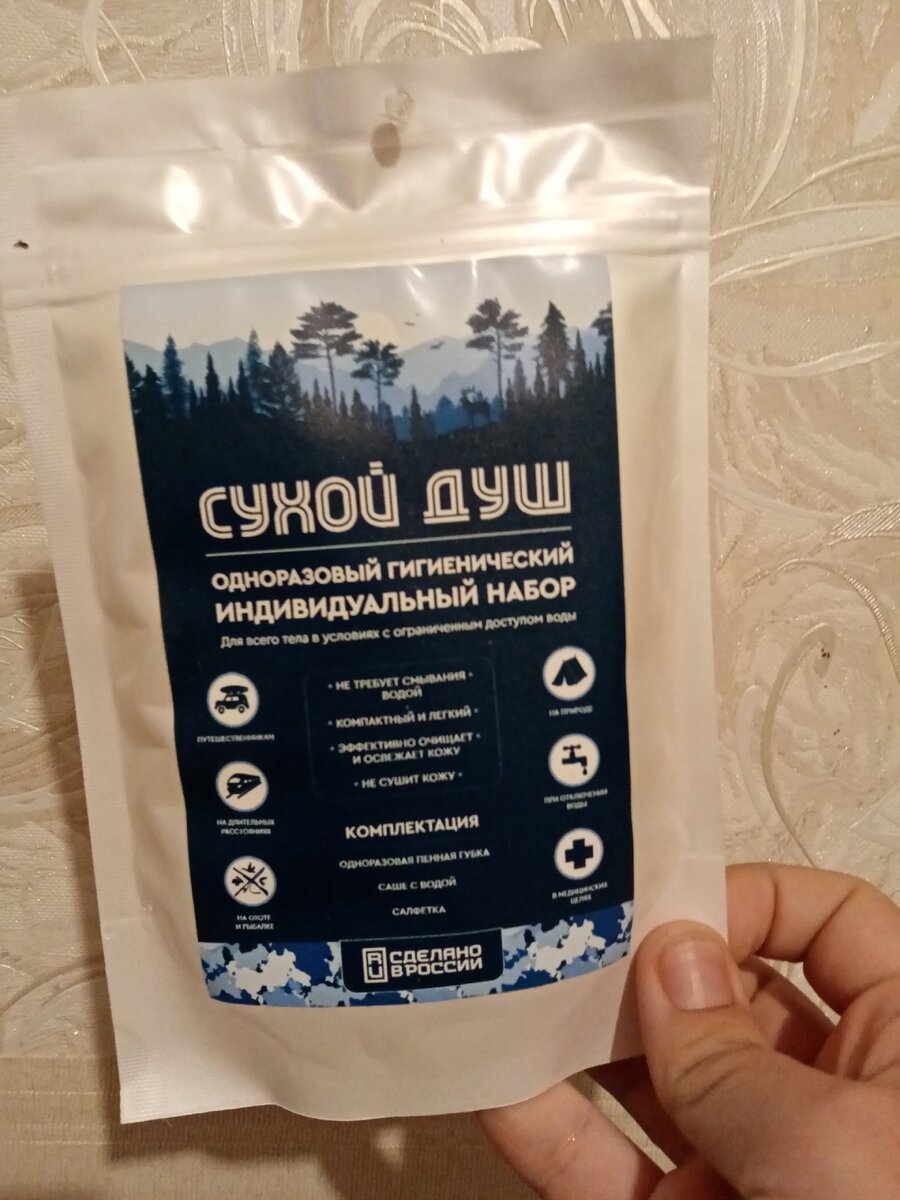 СУХОЙ ДУШ
ОДНОРАЗОВЫЙ ГИГИЕНИЧЕСКИЙ
ИНДИВИДУАЛЬНЫЙ НАБОР
Для всего тела в условиях с ограниченным доступом воды
• НЕ ТРЕБУЕТ СМЫВАНИЯ •
ВОДОЙ
• КОМПАКТНЫЙ И ЛЕГКИЙ •
• ЭФФЕКТИВНО ОЧИЩАЕТ •
И ОСВЕЖАЕТ КОЖУ
• НЕ СУШИТ КОЖУ •
ПУТЕШЕСТВЕННИКАМ
НА ДЛИТЕЛЬНЫХ
РАССТОЯНИЯХ
НА ОХОТЕ
И РЫБАЛКЕ
НА ПРИРОДЕ
ПРИ ОТКЛЮЧЕНИИ
ВОДЫ
В МЕДИЦИНСКИХ
ЦЕЛЯХ
КОМПЛЕКТАЦИЯ
ОДНОРАЗОВАЯ ПЕННАЯ ГУБКА
САШЕ С ВОДОЙ
САЛФЕТКА
RU СДЕЛАНО
В РОССИИ